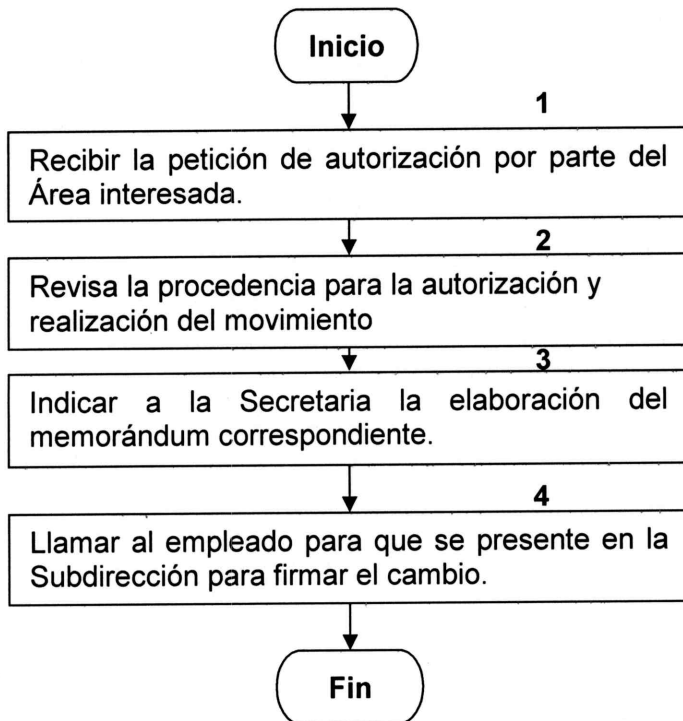 Inicio
1
Recibir la petición de autorización por parte del
Área interesada.
2
Revisa la procedencia para la autorización y
realización del movimiento
3
Indicar a la Secretaria la elaboración del
memorándum correspondiente.
4
Llamar al empleado para que se presente en la
Subdirección para firmar el cambio.
Fin